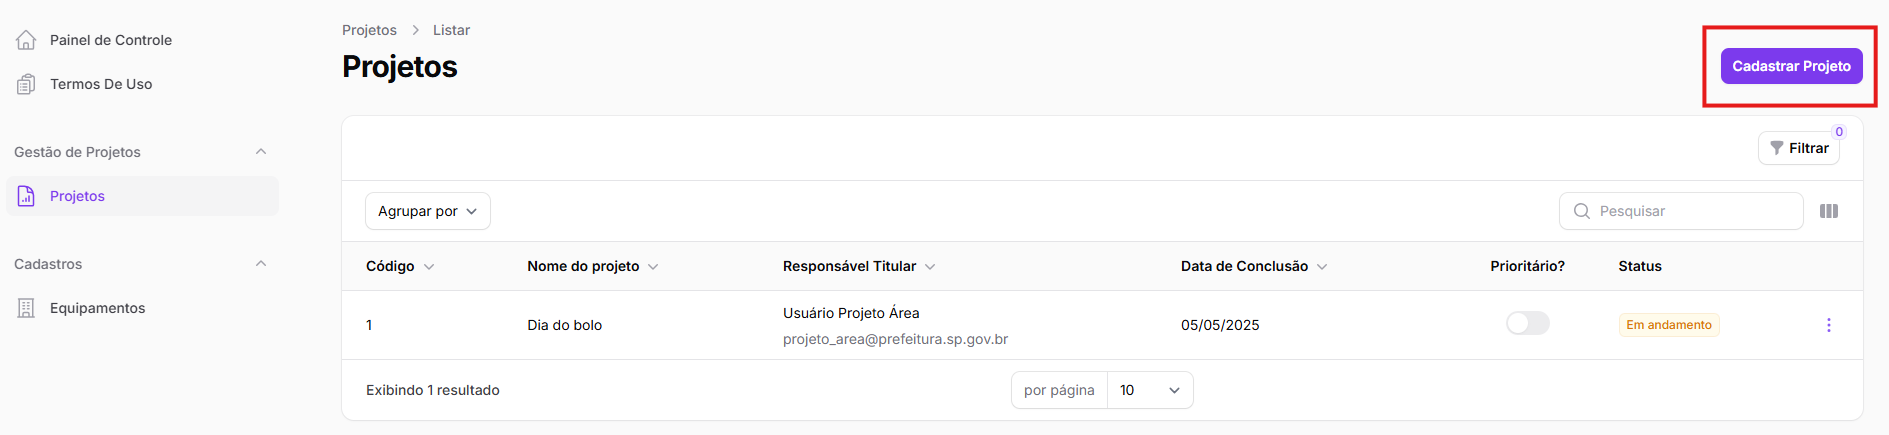 Painel de Controle
Termos De Uso
Gestão de Projetos
Projetos
Cadastros
Equipamentos
Projetos > Listar
Projetos
Cadastrar Projeto
0
Filtrar
Agrupar por
Pesquisar
Código Nome do projeto Responsável Titular Data de Conclusão Prioritário? Status
1 Dia do bolo Usuário Projeto Área 05/05/2025 Em andamento
projeto_area@prefeitura.sp.gov.br
Exibindo 1 resultado por página 10